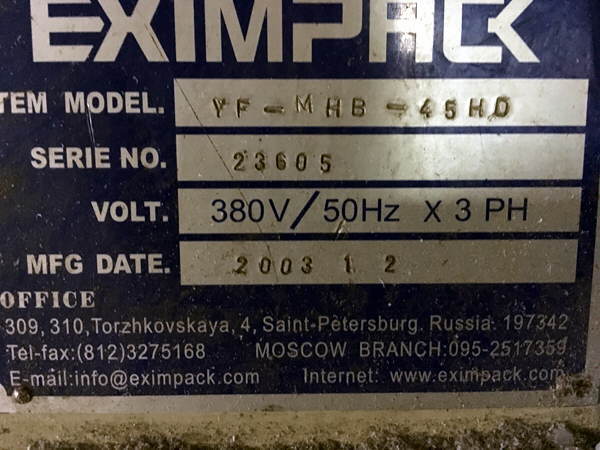 EXIMPACK
TEM MODEL. YF-MHB-45HD
SERIE NO. 23605
VOLT. 380V/50Hz X 3 PH
MFG DATE. 2003 1 2
OFFICE
309, 310, Torzhkovskaya, 4, Saint-Petersburg. Russia. 197342
Tel-fax:(812)3275168 MOSCOW BRANCH:095-2517359
E-mail:info@eximpack.com Internet: www.eximpack.com